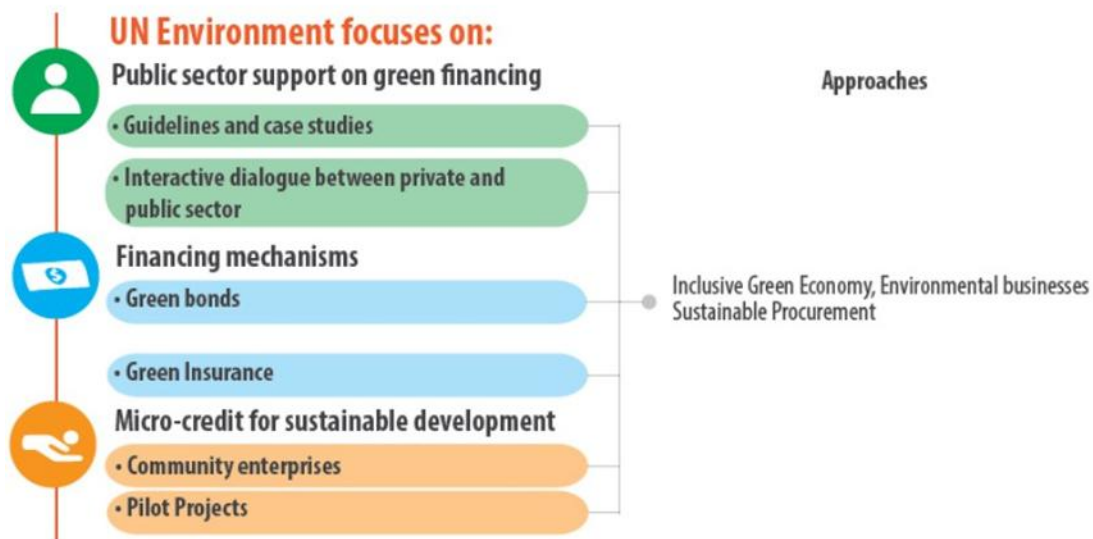 UN Environment focuses on:
Public sector support on green financing
• Guidelines and case studies
• Interactive dialogue between private and
public sector
Financing mechanisms
• Green bonds
• Green Insurance
Micro-credit for sustainable development
• Community enterprises
• Pilot Projects
Approaches
Inclusive Green Economy, Environmental businesses
Sustainable Procurement
$